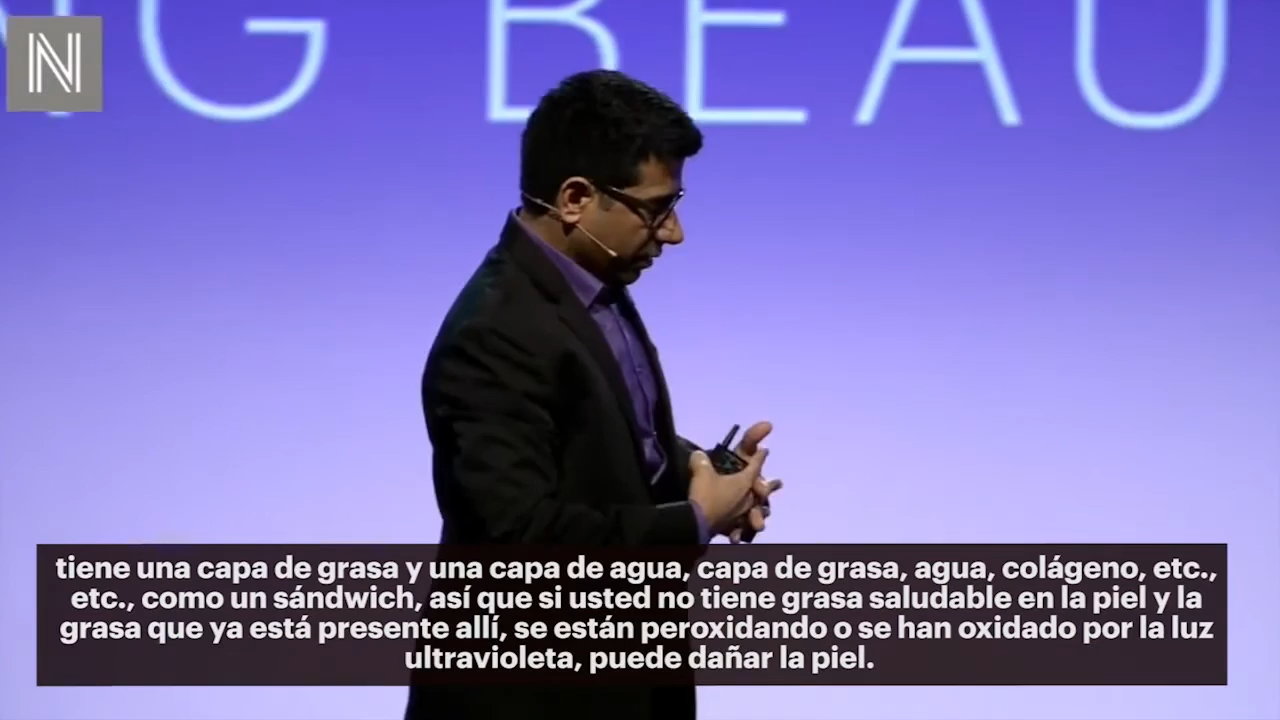 NG BEAU
N
tiene una capa de grasa y una capa de agua, capa de grasa, agua, colágeno, etc.,
etc., como un sándwich, así que si usted no tiene grasa saludable en la piel y la
grasa que ya está presente allí, se están peroxidando o se han oxidado por la luz
ultravioleta, puede dañar la piel.